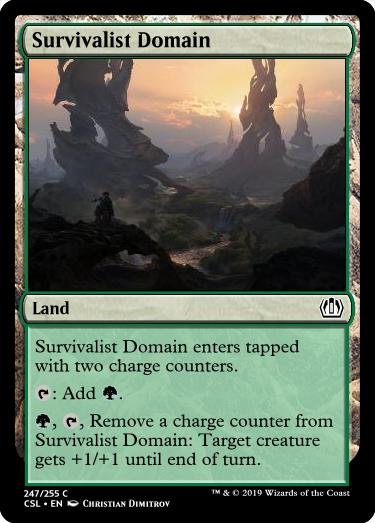 Survivalist Domain
Land
Survivalist Domain enters tapped
with two charge counters.
: Add .
, , Remove a charge counter from
Survivalist Domain: Target creature
gets +1/+1 until end of turn.
247/255 C
CSL • EN Christian Dimitrov
™ & © 2019 Wizards of the Coast